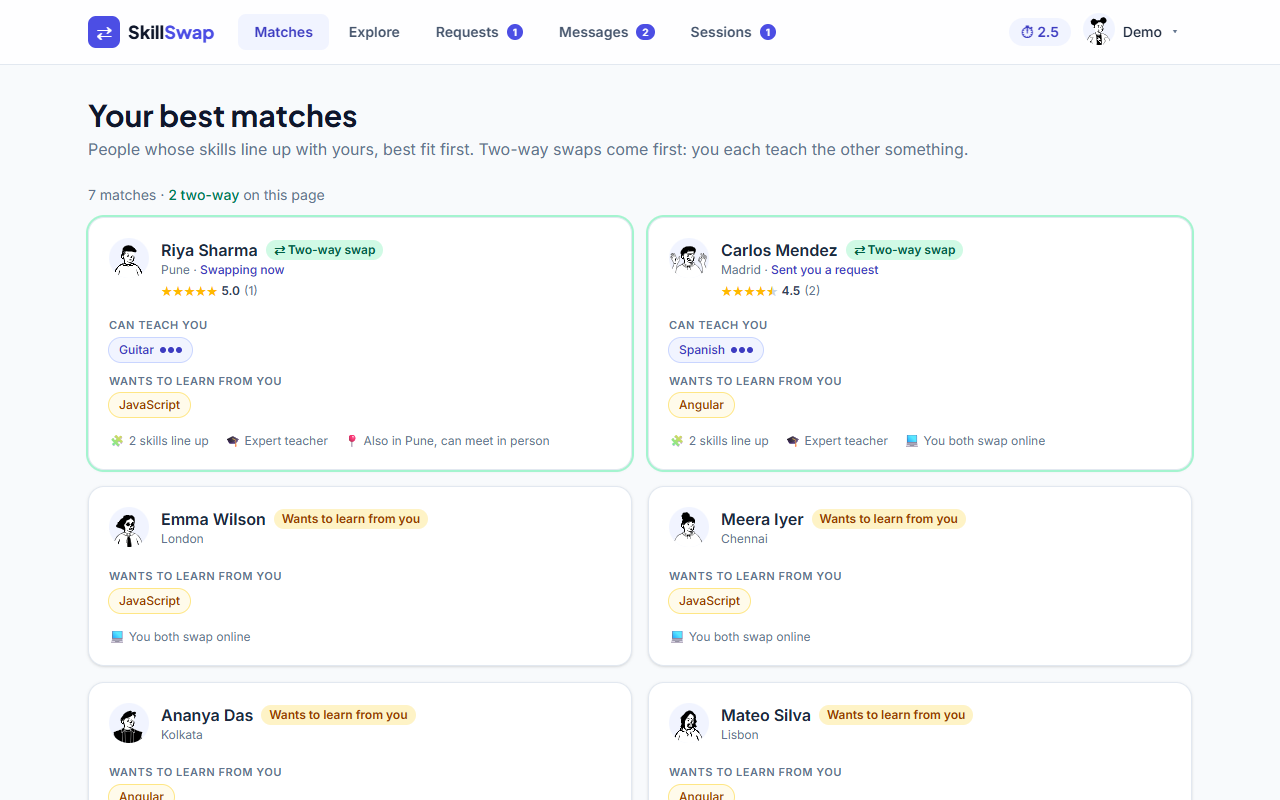 SkillSwap
Matches
Explore
Requests 1
Messages 2
Sessions 1
⏱ 2.5
Demo
Your best matches
People whose skills line up with yours, best fit first. Two-way swaps come first: you each teach the other something.
7 matches · 2 two-way on this page
Riya Sharma ⇄ Two-way swap
Pune · Swapping now
★★★★★ 5.0 (1)
CAN TEACH YOU
Guitar ●●●
WANTS TO LEARN FROM YOU
JavaScript
🧩 2 skills line up 🎓 Expert teacher 📍 Also in Pune, can meet in person
Carlos Mendez ⇄ Two-way swap
Madrid · Sent you a request
★★★★★ 4.5 (2)
CAN TEACH YOU
Spanish ●●●
WANTS TO LEARN FROM YOU
Angular
🧩 2 skills line up 🎓 Expert teacher 💻 You both swap online
Emma Wilson Wants to learn from you
London
WANTS TO LEARN FROM YOU
JavaScript
💻 You both swap online
Meera Iyer Wants to learn from you
Chennai
WANTS TO LEARN FROM YOU
JavaScript
💻 You both swap online
Ananya Das Wants to learn from you
Kolkata
WANTS TO LEARN FROM YOU
Angular
Mateo Silva Wants to learn from you
Lisbon
WANTS TO LEARN FROM YOU
Angular